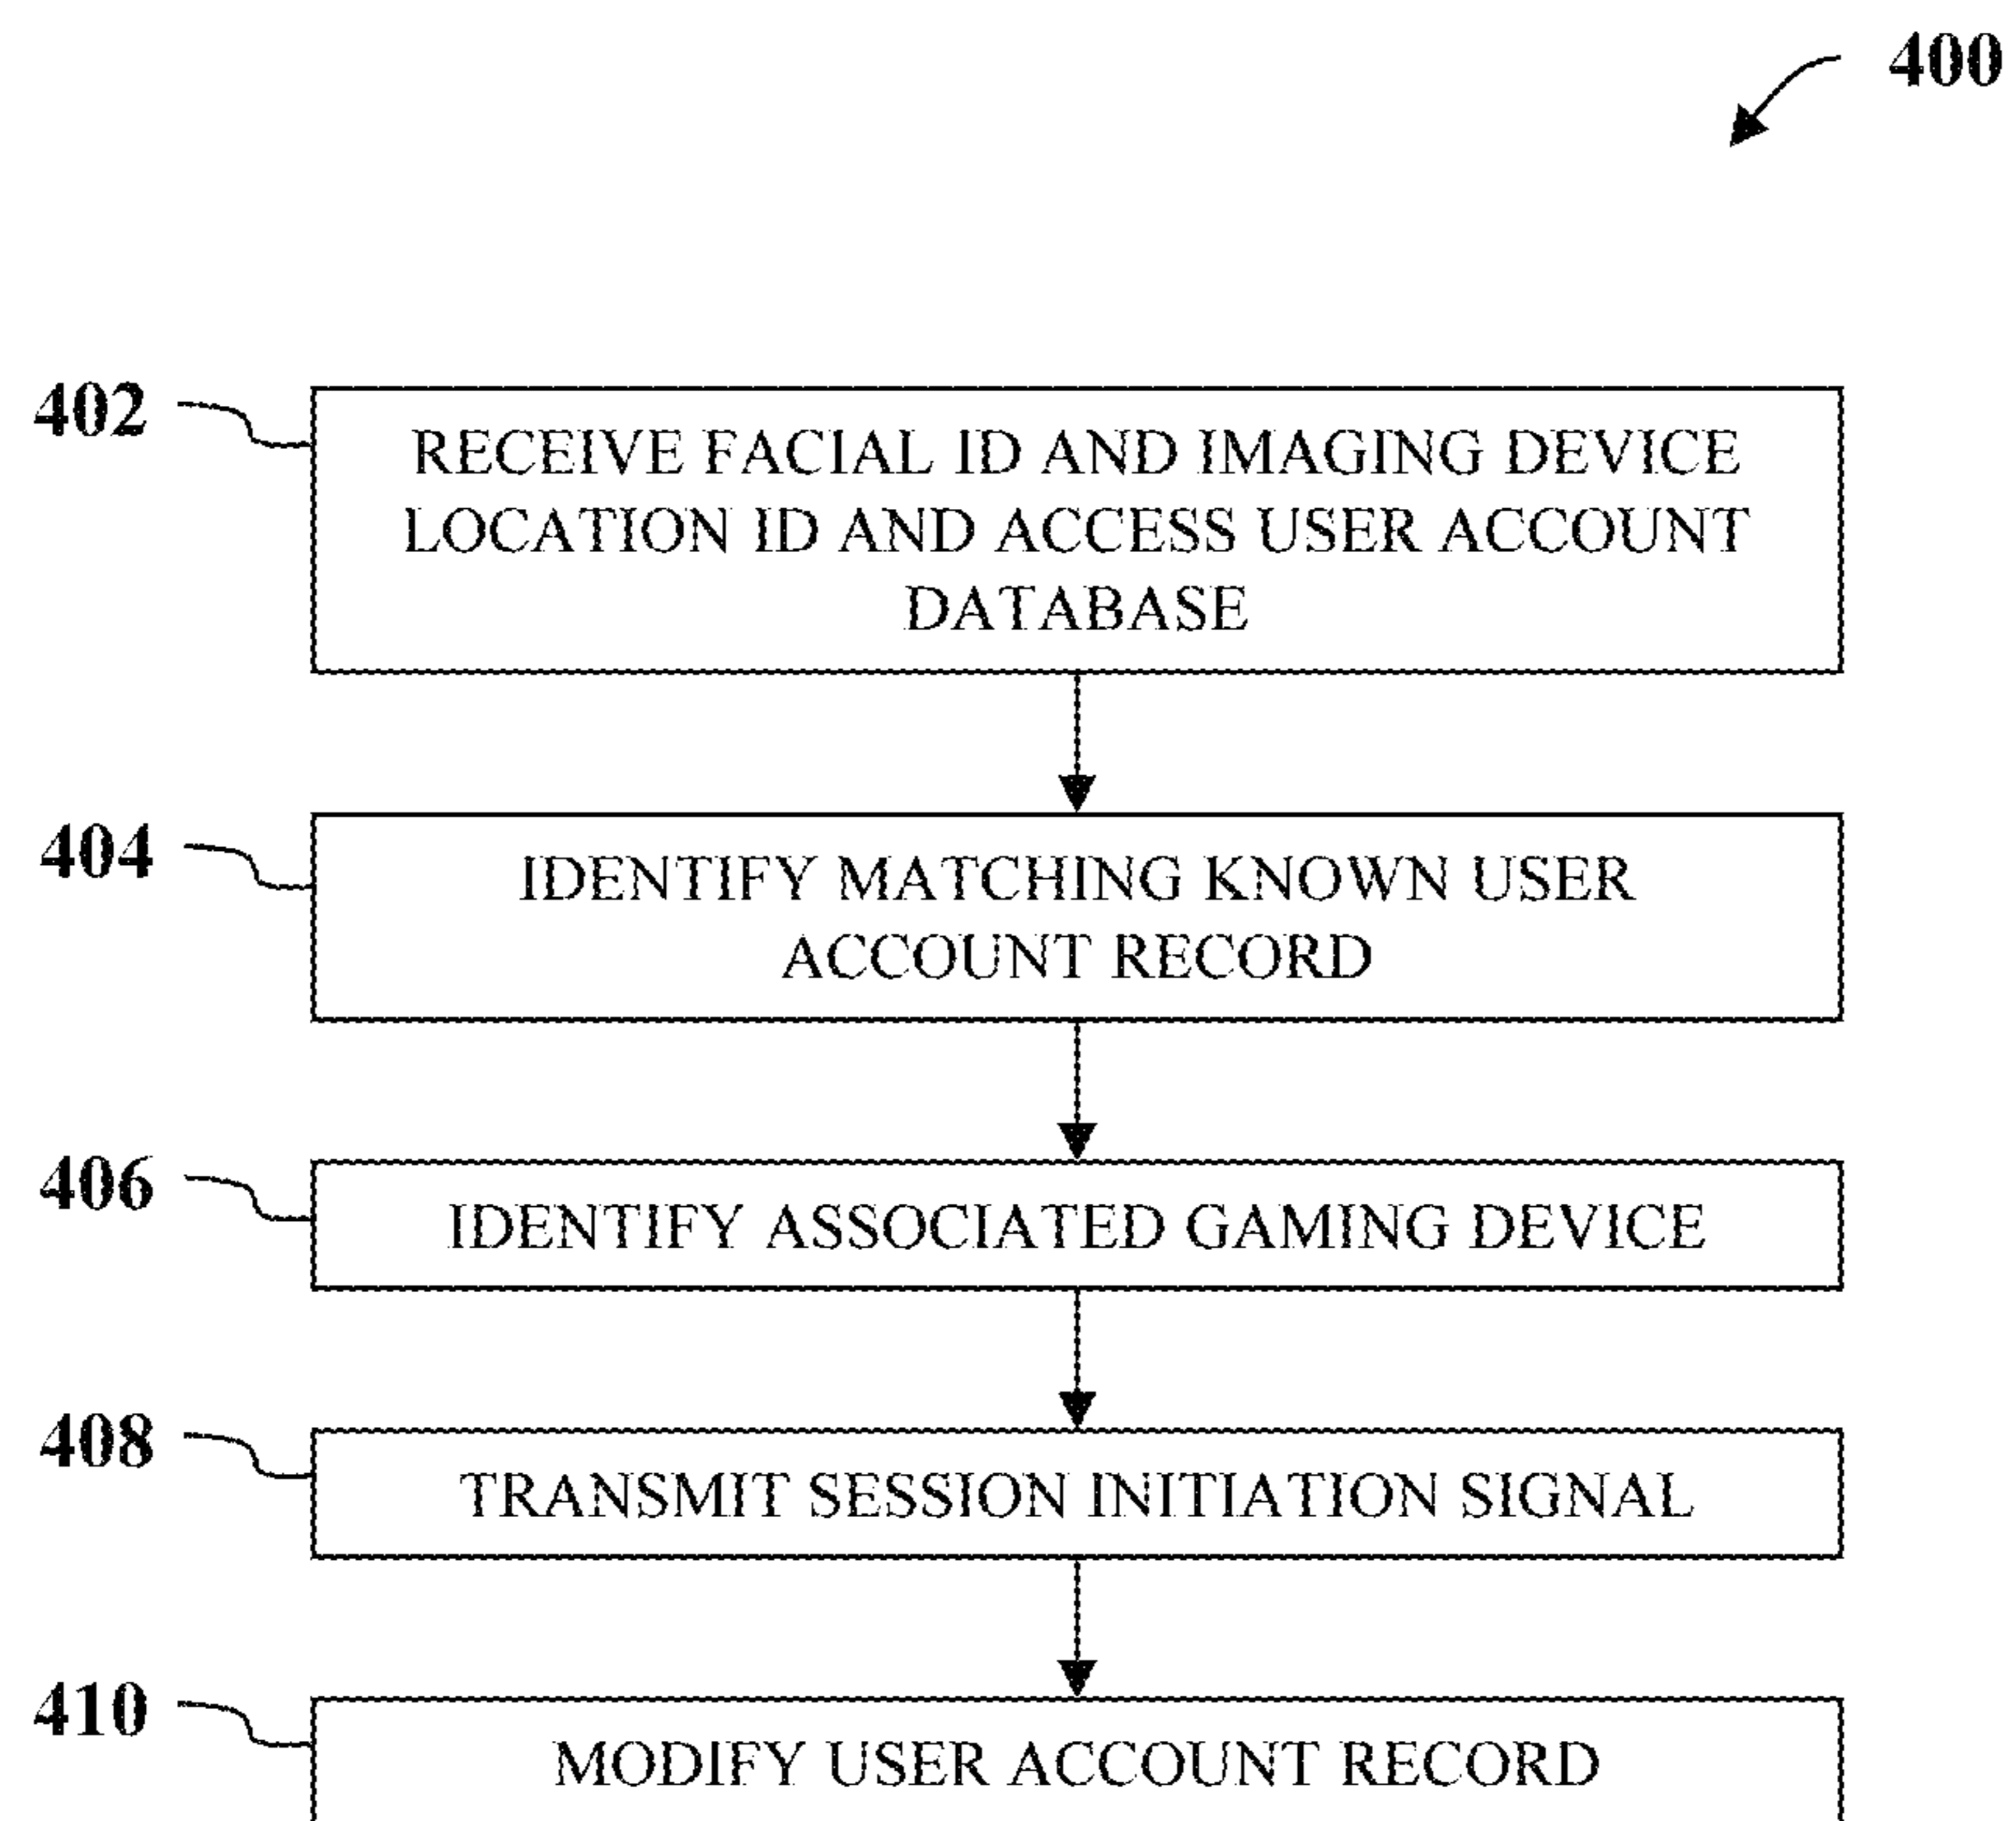 400
402
RECEIVE FACIAL ID AND IMAGING DEVICE
LOCATION ID AND ACCESS USER ACCOUNT
DATABASE
404
IDENTIFY MATCHING KNOWN USER
ACCOUNT RECORD
406
IDENTIFY ASSOCIATED GAMING DEVICE
408
TRANSMIT SESSION INITIATION SIGNAL
410
MODIFY USER ACCOUNT RECORD